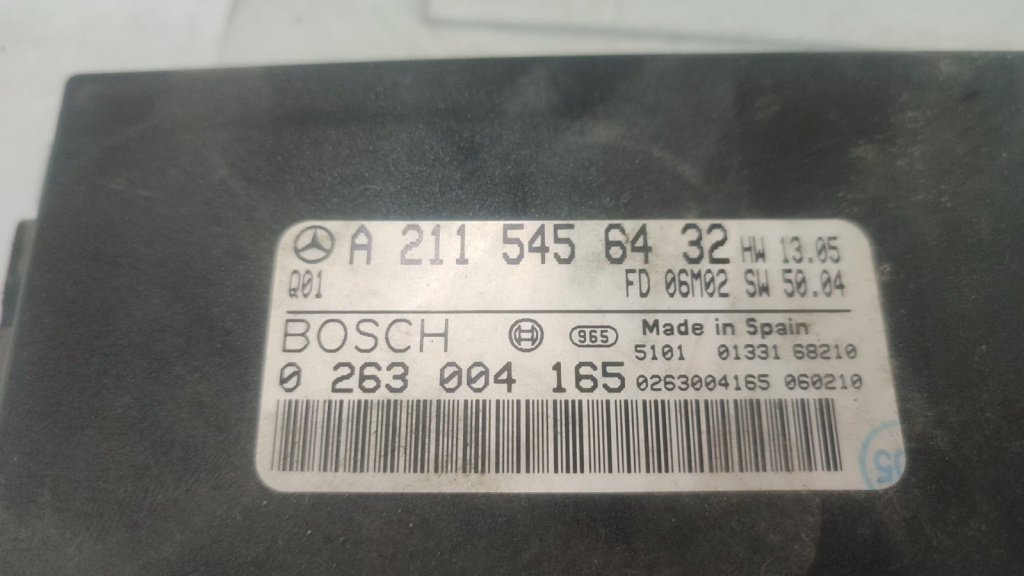 A 211 545 64 32 HW 13.05
Q01 FD 06M02 SW 50.04
BOSCH 965 Made in Spain
5101 01331 68210
0 263 004 165 0263004165 060210
05